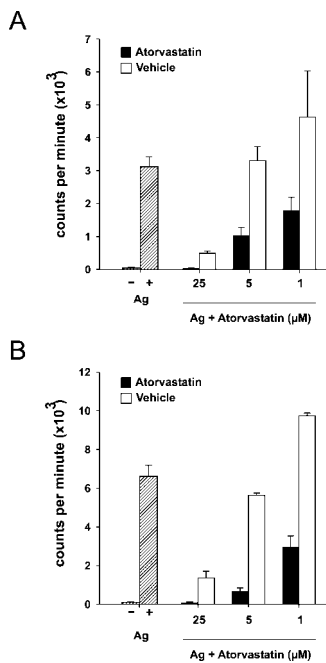 A
Atorvastatin
Vehicle
counts per minute (x10³)
7
6
5
4
3
2
1
0
− +
25 5 1
Ag
Ag + Atorvastatin (µM)
B
Atorvastatin
Vehicle
counts per minute (x10³)
12
10
8
6
4
2
0
− +
25 5 1
Ag
Ag + Atorvastatin (µM)